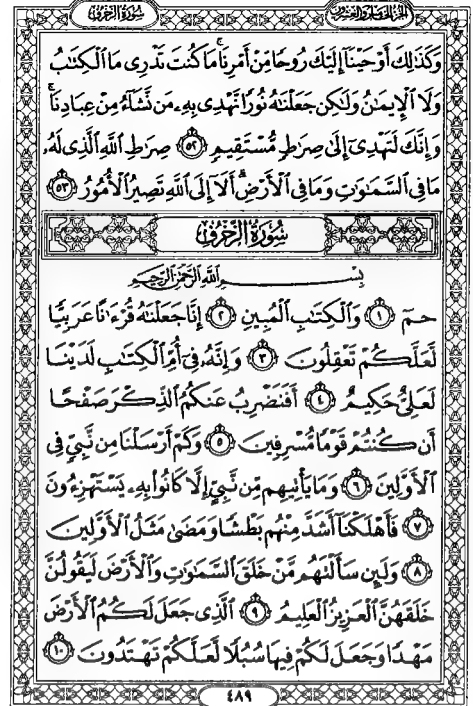 سورة الزخرف الجزء الخامس والعشرون
وَكَذَٰلِكَ أَوْحَيْنَآ إِلَيْكَ رُوحًا مِّنْ أَمْرِنَا ۚ مَا كُنتَ تَدْرِى مَا ٱلْكِتَٰبُ
وَلَا ٱلْإِيمَٰنُ وَلَٰكِن جَعَلْنَٰهُ نُورًا نَّهْدِى بِهِۦ مَن نَّشَآءُ مِنْ عِبَادِنَا ۚ
وَإِنَّكَ لَتَهْدِىٓ إِلَىٰ صِرَٰطٍ مُّسْتَقِيمٍ ٥٢ صِرَٰطِ ٱللَّهِ ٱلَّذِى لَهُۥ
مَا فِى ٱلسَّمَٰوَٰتِ وَمَا فِى ٱلْأَرْضِ ۗ أَلَآ إِلَى ٱللَّهِ تَصِيرُ ٱلْأُمُورُ ٥٣
سُورَةُ الزُّخْرُفِ
بِسْمِ ٱللَّهِ ٱلرَّحْمَٰنِ ٱلرَّحِيمِ
حمٓ ١ وَٱلْكِتَٰبِ ٱلْمُبِينِ ٢ إِنَّا جَعَلْنَٰهُ قُرْءَٰنًا عَرَبِيًّا
لَّعَلَّكُمْ تَعْقِلُونَ ٣ وَإِنَّهُۥ فِىٓ أُمِّ ٱلْكِتَٰبِ لَدَيْنَا
لَعَلِىٌّ حَكِيمٌ ٤ أَفَنَضْرِبُ عَنكُمُ ٱلذِّكْرَ صَفْحًا
أَن كُنتُمْ قَوْمًا مُّسْرِفِينَ ٥ وَكَمْ أَرْسَلْنَا مِن نَّبِىٍّ فِى
ٱلْأَوَّلِينَ ٦ وَمَا يَأْتِيهِم مِّن نَّبِىٍّ إِلَّا كَانُوا۟ بِهِۦ يَسْتَهْزِءُونَ
٧ فَأَهْلَكْنَآ أَشَدَّ مِنْهُم بَطْشًا وَمَضَىٰ مَثَلُ ٱلْأَوَّلِينَ
٨ وَلَئِن سَأَلْتَهُم مَّنْ خَلَقَ ٱلسَّمَٰوَٰتِ وَٱلْأَرْضَ لَيَقُولُنَّ
خَلَقَهُنَّ ٱلْعَزِيزُ ٱلْعَلِيمُ ٩ ٱلَّذِى جَعَلَ لَكُمُ ٱلْأَرْضَ
مَهْدًا وَجَعَلَ لَكُمْ فِيهَا سُبُلًا لَّعَلَّكُمْ تَهْتَدُونَ ١٠
٤٨٩